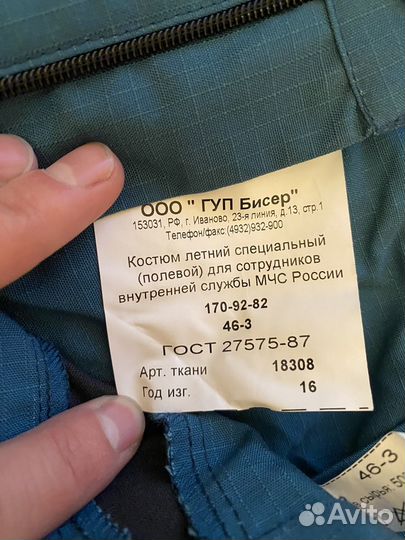 ООО " ГУП Бисер"
153031, РФ, г. Иваново, 23-я линия, д.13, стр.1
Телефон/факс:(4932)932-900
Костюм летний специальный
(полевой) для сотрудников
внутренней службы МЧС России
170-92-82
46-3
ГОСТ 27575-87
Арт. ткани 18308
Год изг. 16
46-3
сырья 50
Avito